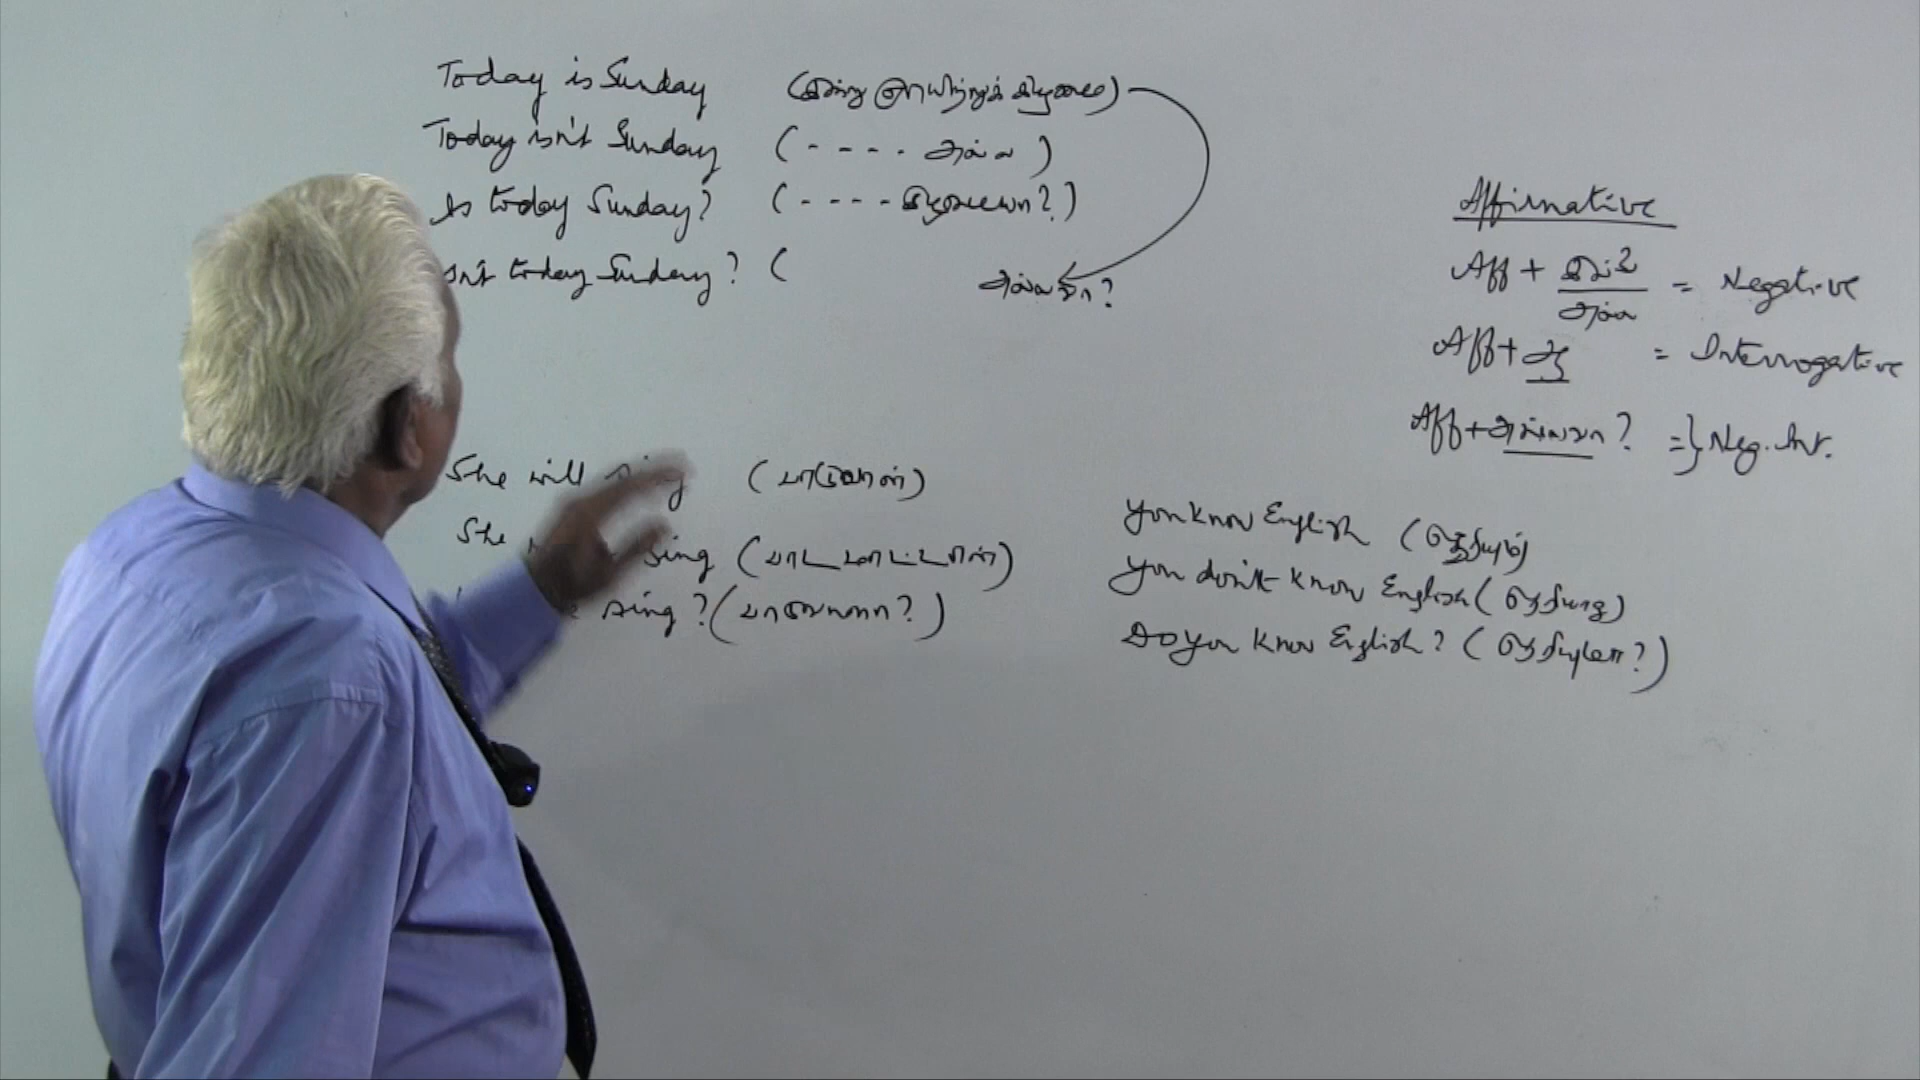 Today is Sunday (இன்று ஞாயிற்றுக் கிழமை)
Today isn't Sunday (---- அல்ல)
Is today Sunday? (---- கிழமையா?)
Isn't today Sunday? ( அல்லவா?
She will sing (பாடுவாள்)
She sing (பாட மாட்டாள்)
sing? (பாடுவாளா?)
Affirmative
Aff + இல்லை / அல்ல = Negative
Aff + ஆ = Interrogative
Aff + அல்லவா? =} Neg. Int.
You know English (தெரியும்)
You don't know English (தெரியாது)
Do you know English? (தெரியுமா?)